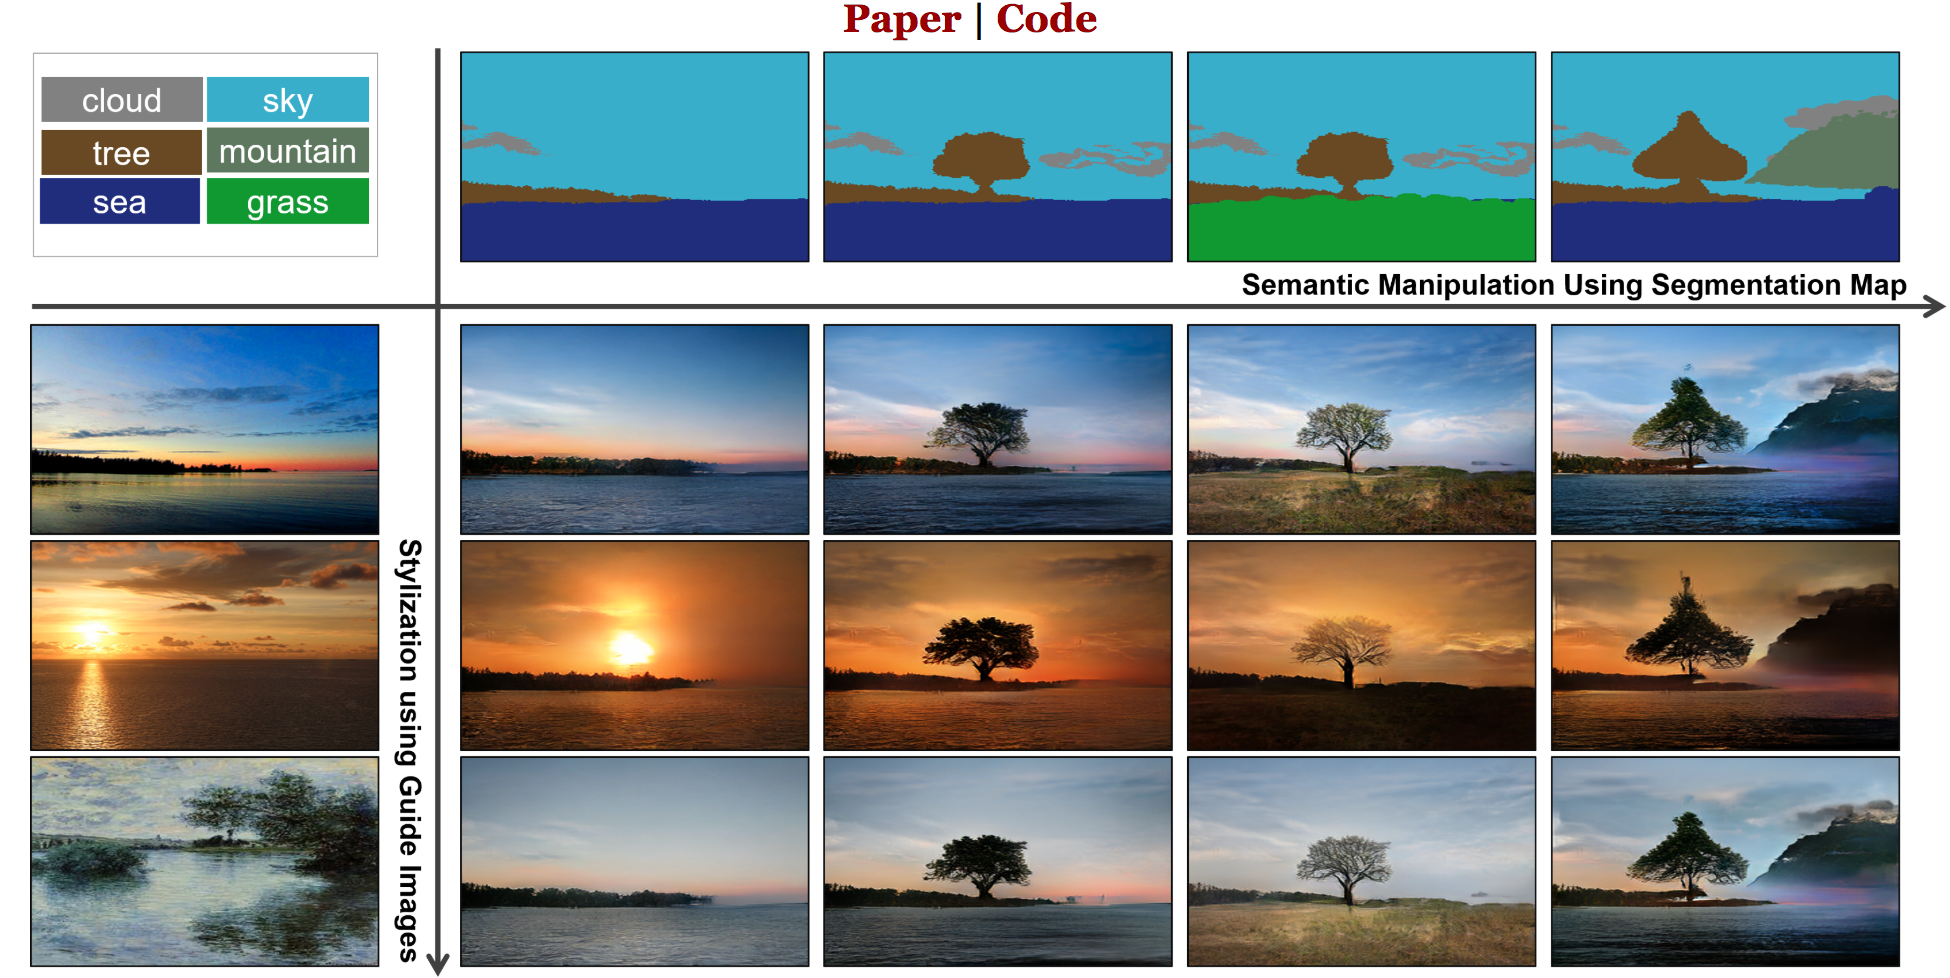 Paper | Code
cloud sky
tree mountain
sea grass
Semantic Manipulation Using Segmentation Map
Stylization using Guide Images